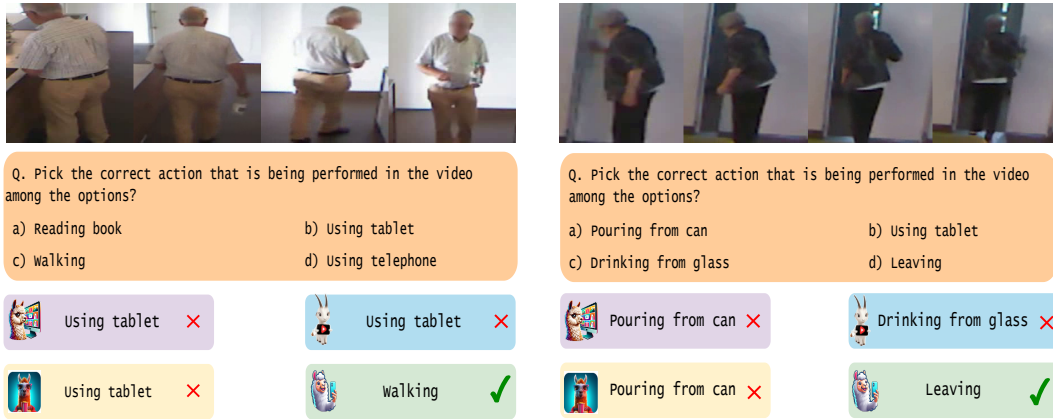 Q. Pick the correct action that is being performed in the video
among the options?
a) Reading book
b) Using tablet
c) Walking
d) Using telephone
Using tablet
Using tablet
Using tablet
Walking
Q. Pick the correct action that is being performed in the video
among the options?
a) Pouring from can
b) Using tablet
c) Drinking from glass
d) Leaving
Pouring from can
Drinking from glass
Pouring from can
Leaving